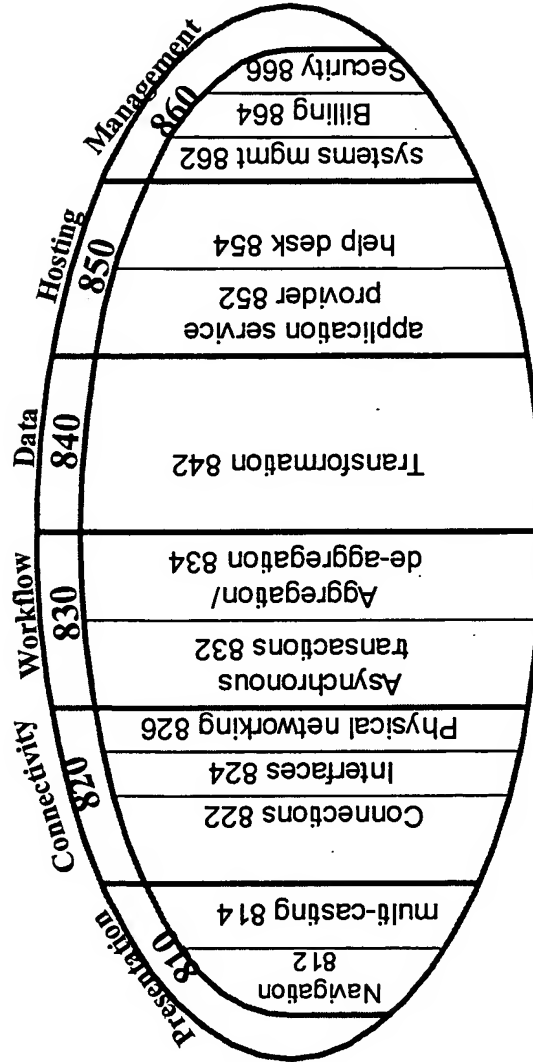 Presentation
810
Navigation
812
multi-casting 814
Connectivity
820
Connections 822
Interfaces 824
Physical networking 826
Workflow
830
Asynchronous
transactions 832
Aggregation/
de-aggregation 834
Data
840
Transformation 842
Hosting
850
application service
provider 852
help desk 854
Management
860
systems mgmt 862
Billing 864
Security 866